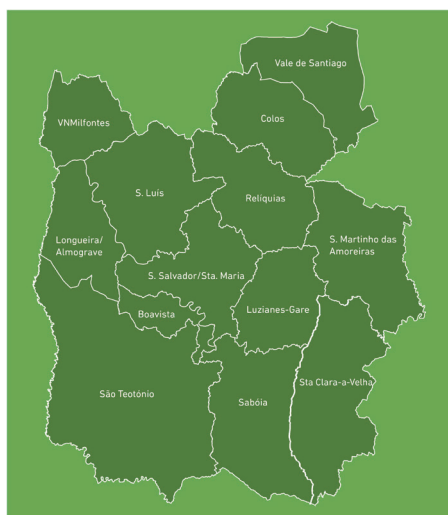 Vale de Santiago
VNMilfontes
Colos
S. Luís
Relíquias
Longueira/
Almograve
S. Martinho das
Amoreiras
S. Salvador/Sta. Maria
Boavista
Luzianes-Gare
São Teotónio
Sabóia
Sta Clara-a-Velha